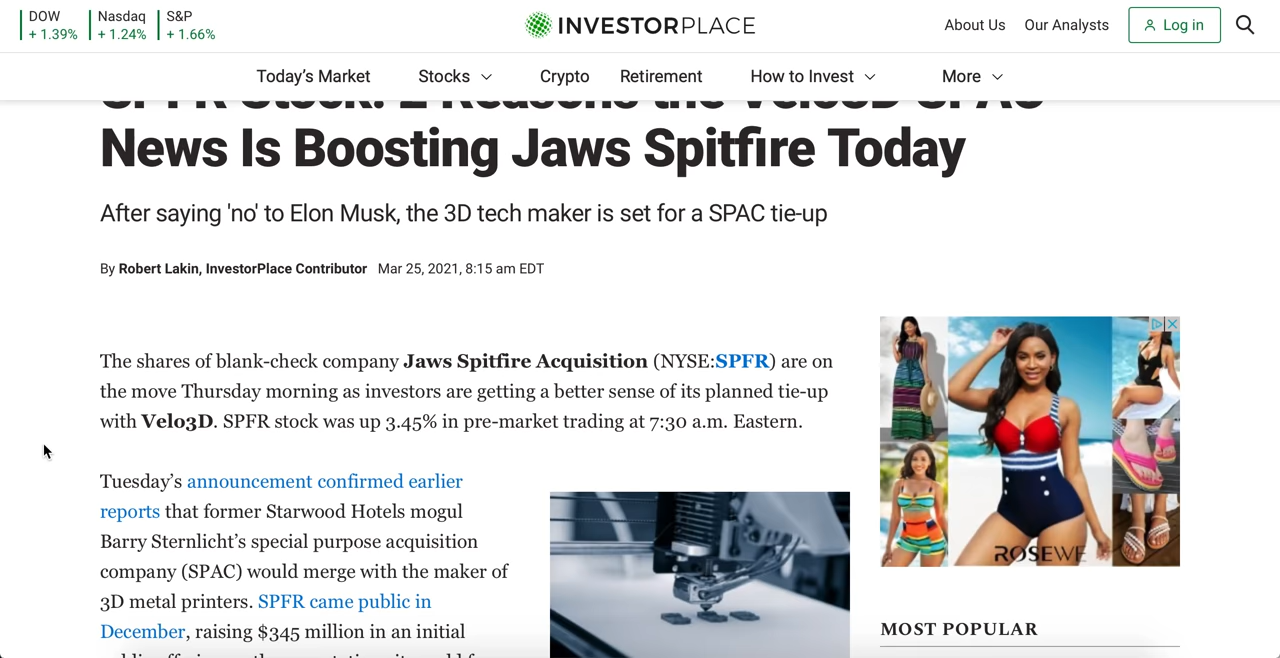 DOW
+ 1.39%
Nasdaq
+ 1.24%
S&P
+ 1.66%
INVESTORPLACE
About Us
Our Analysts
Log in
Today's Market
Stocks
Crypto
Retirement
How to Invest
More
SPFR Stock: 2 Reasons the Velo3D SPAC
News Is Boosting Jaws Spitfire Today
After saying 'no' to Elon Musk, the 3D tech maker is set for a SPAC tie-up
By Robert Lakin, InvestorPlace Contributor Mar 25, 2021, 8:15 am EDT
The shares of blank-check company Jaws Spitfire Acquisition (NYSE:SPFR) are on
the move Thursday morning as investors are getting a better sense of its planned tie-up
with Velo3D. SPFR stock was up 3.45% in pre-market trading at 7:30 a.m. Eastern.
Tuesday's announcement confirmed earlier
reports that former Starwood Hotels mogul
Barry Sternlicht's special purpose acquisition
company (SPAC) would merge with the maker of
3D metal printers. SPFR came public in
December, raising $345 million in an initial
ROSEWE
MOST POPULAR